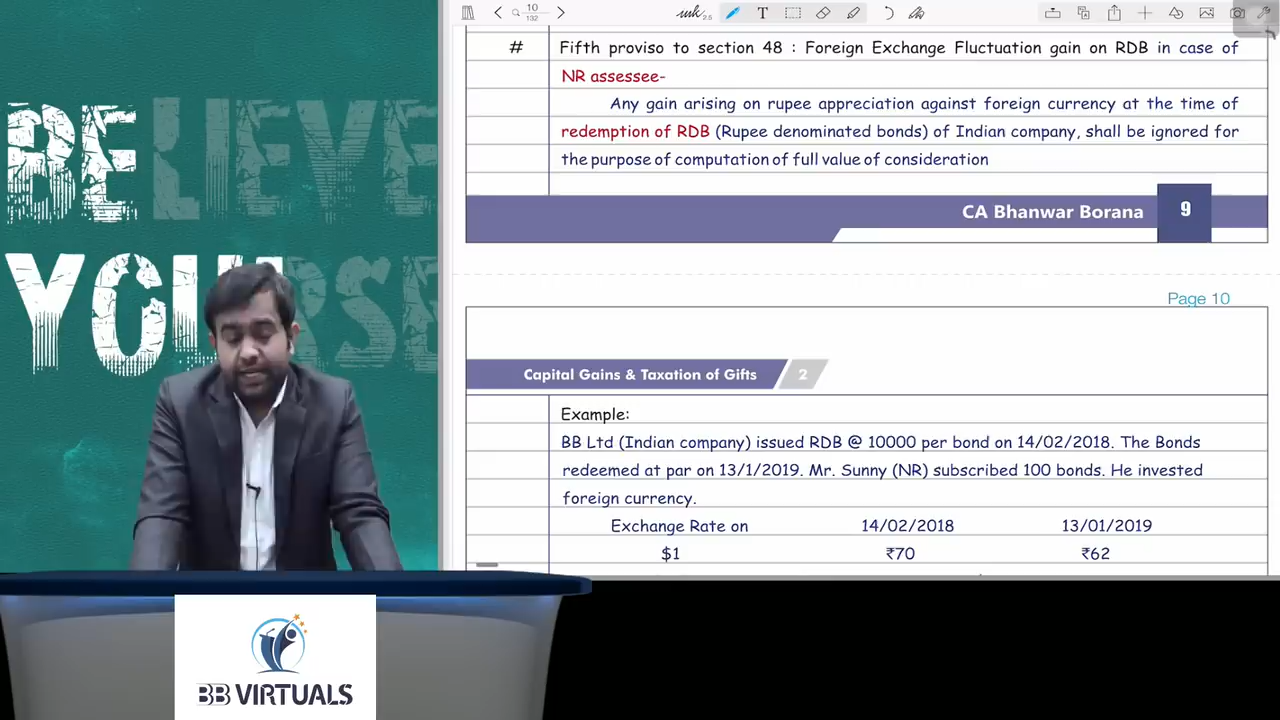 BELIEVE
YOURSE
BB VIRTUALS
10
132
2.5
T
# Fifth proviso to section 48 : Foreign Exchange Fluctuation gain on RDB in case of
NR assessee-
Any gain arising on rupee appreciation against foreign currency at the time of
redemption of RDB (Rupee denominated bonds) of Indian company, shall be ignored for
the purpose of computation of full value of consideration
CA Bhanwar Borana 9
Page 10
Capital Gains & Taxation of Gifts 2
Example:
BB Ltd (Indian company) issued RDB @ 10000 per bond on 14/02/2018. The Bonds
redeemed at par on 13/1/2019. Mr. Sunny (NR) subscribed 100 bonds. He invested
foreign currency.
Exchange Rate on 14/02/2018 13/01/2019
$1 ₹70 ₹62